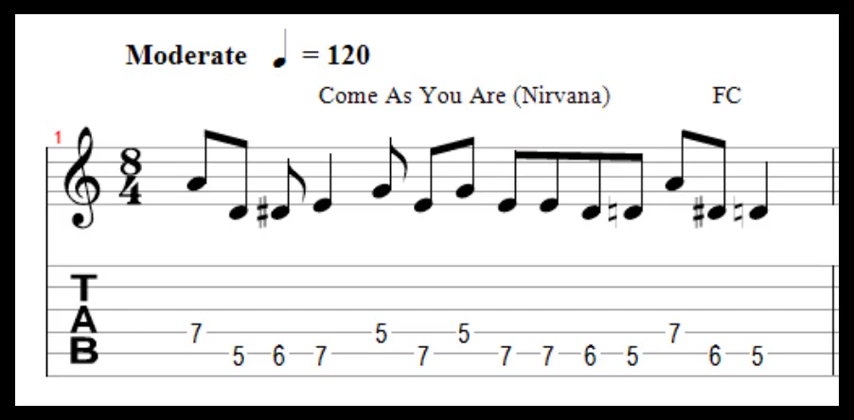 Moderate ♩ = 120
Come As You Are (Nirvana) FC
1
8
4
T
A
B
7 5 5 7
5 6 7 7 7 7 6 5 6 5